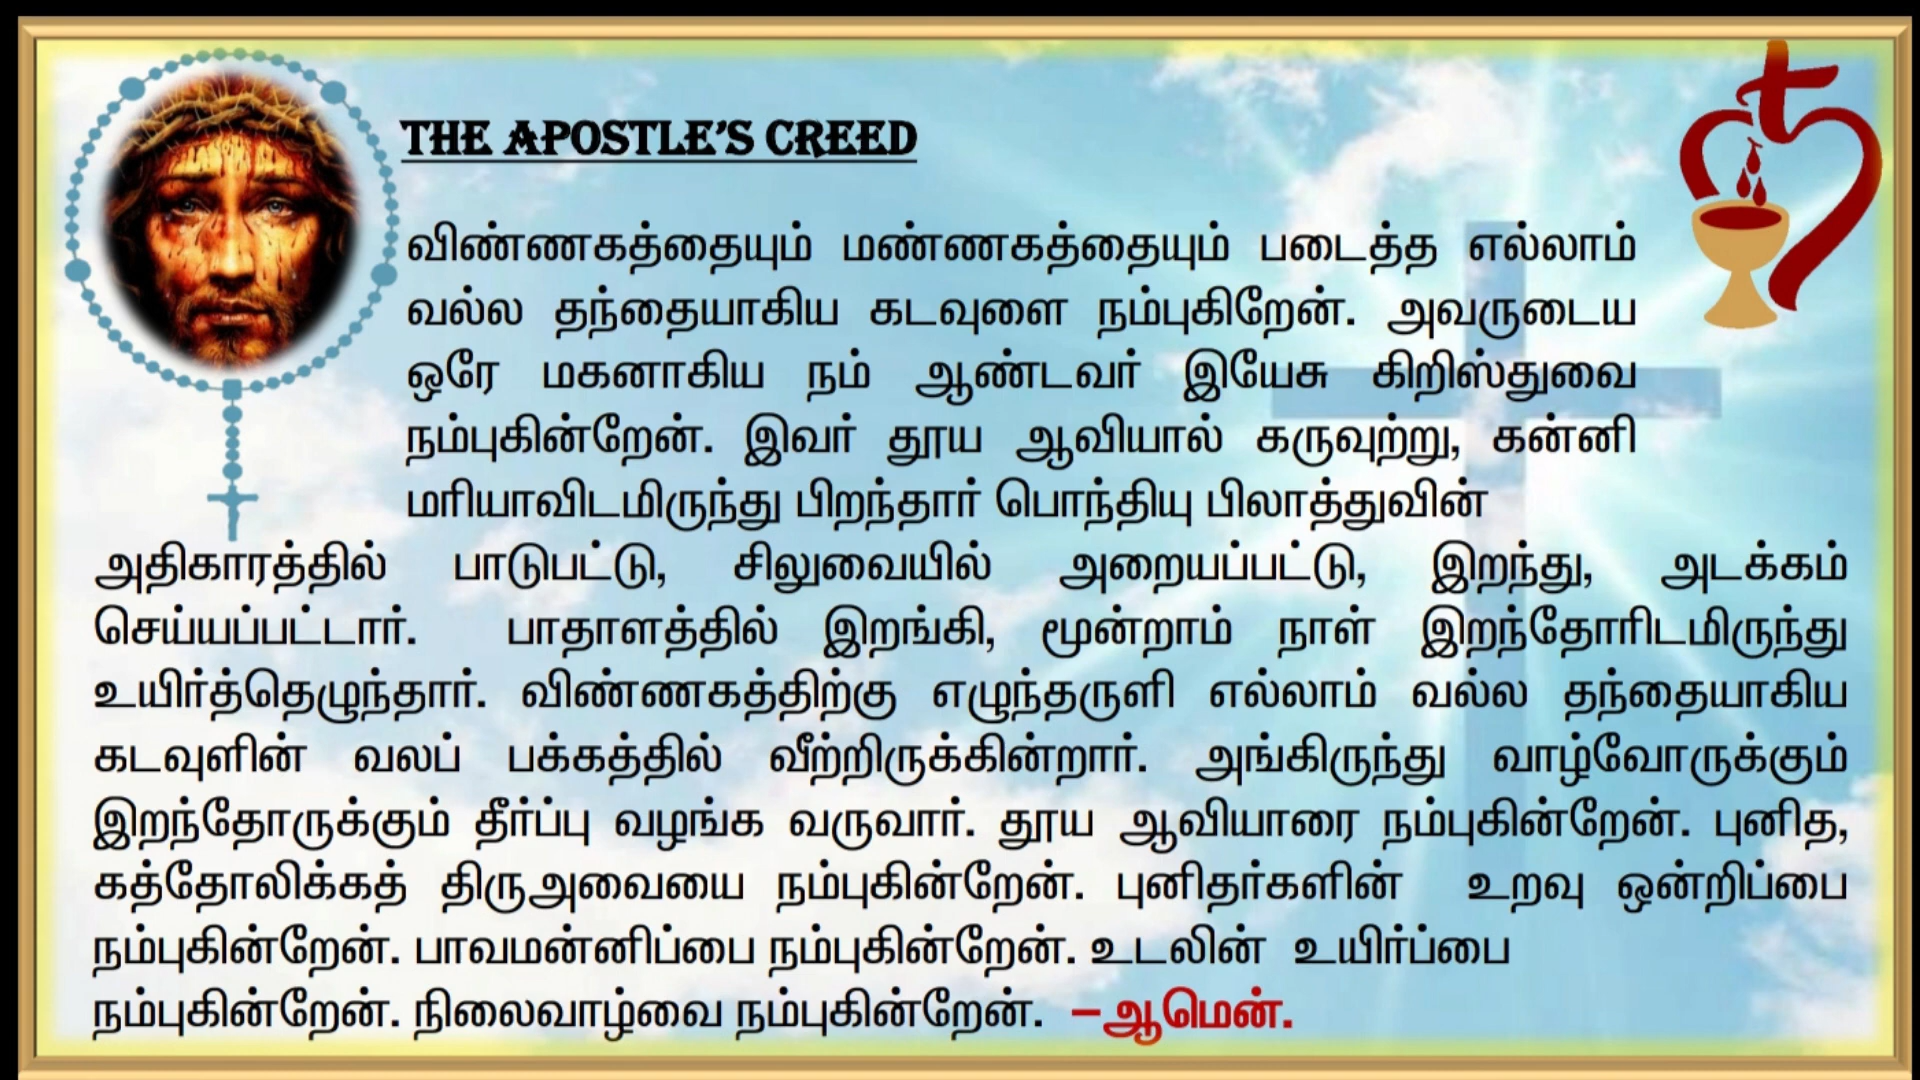 THE APOSTLE'S CREED
விண்ணகத்தையும் மண்ணகத்தையும் படைத்த எல்லாம்
வல்ல தந்தையாகிய கடவுளை நம்புகிறேன். அவருடைய
ஒரே மகனாகிய நம் ஆண்டவர் இயேசு கிறிஸ்துவை
நம்புகின்றேன். இவர் தூய ஆவியால் கருவுற்று, கன்னி
மரியாவிடமிருந்து பிறந்தார் பொந்தியு பிலாத்துவின்
அதிகாரத்தில் பாடுபட்டு, சிலுவையில் அறையப்பட்டு, இறந்து, அடக்கம்
செய்யப்பட்டார். பாதாளத்தில் இறங்கி, மூன்றாம் நாள் இறந்தோரிடமிருந்து
உயிர்த்தெழுந்தார். விண்ணகத்திற்கு எழுந்தருளி எல்லாம் வல்ல தந்தையாகிய
கடவுளின் வலப் பக்கத்தில் வீற்றிருக்கின்றார். அங்கிருந்து வாழ்வோருக்கும்
இறந்தோருக்கும் தீர்ப்பு வழங்க வருவார். தூய ஆவியாரை நம்புகின்றேன். புனித,
கத்தோலிக்கத் திருஅவையை நம்புகின்றேன். புனிதர்களின் உறவு ஒன்றிப்பை
நம்புகின்றேன். பாவமன்னிப்பை நம்புகின்றேன். உடலின் உயிர்ப்பை
நம்புகின்றேன். நிலைவாழ்வை நம்புகின்றேன். –ஆமென்.